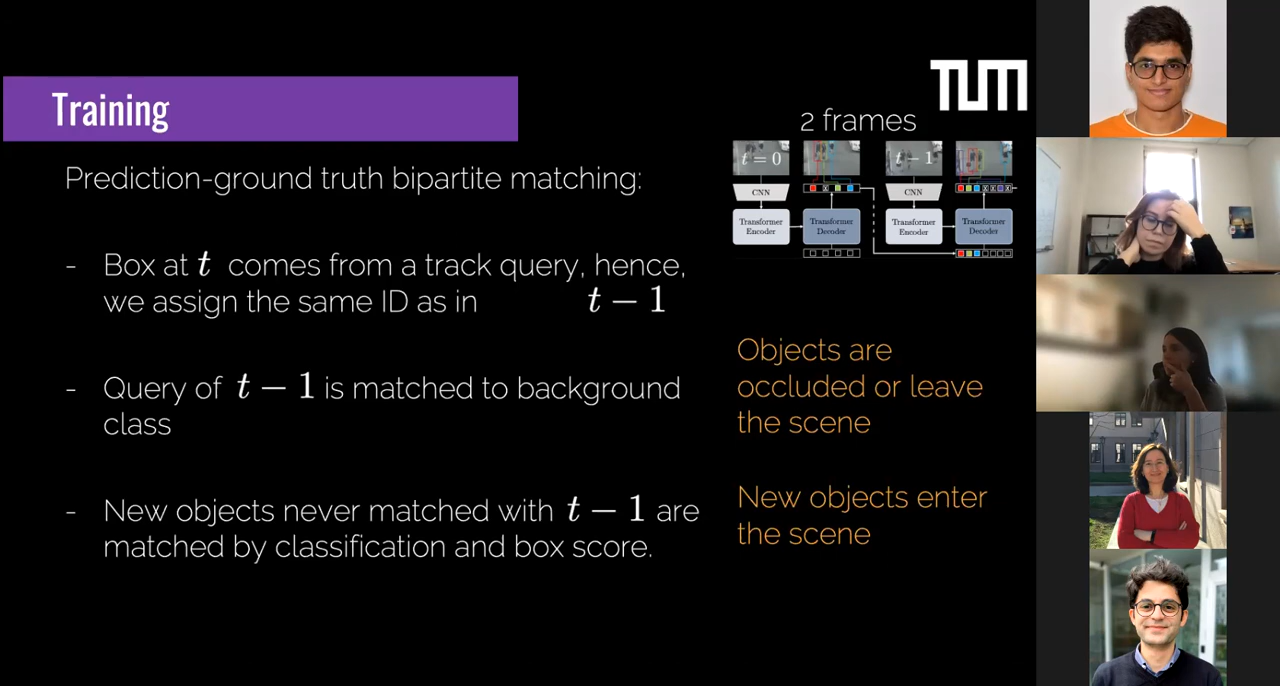 TUM
Training
2 frames
t = 0
t − 1
CNN
CNN
Transformer
Encoder
Transformer
Decoder
Transformer
Encoder
Transformer
Decoder
Prediction-ground truth bipartite matching:
- Box at t comes from a track query, hence,
we assign the same ID as in t − 1
- Query of t − 1 is matched to background
class
Objects are
occluded or leave
the scene
- New objects never matched with t − 1 are
matched by classification and box score.
New objects enter
the scene